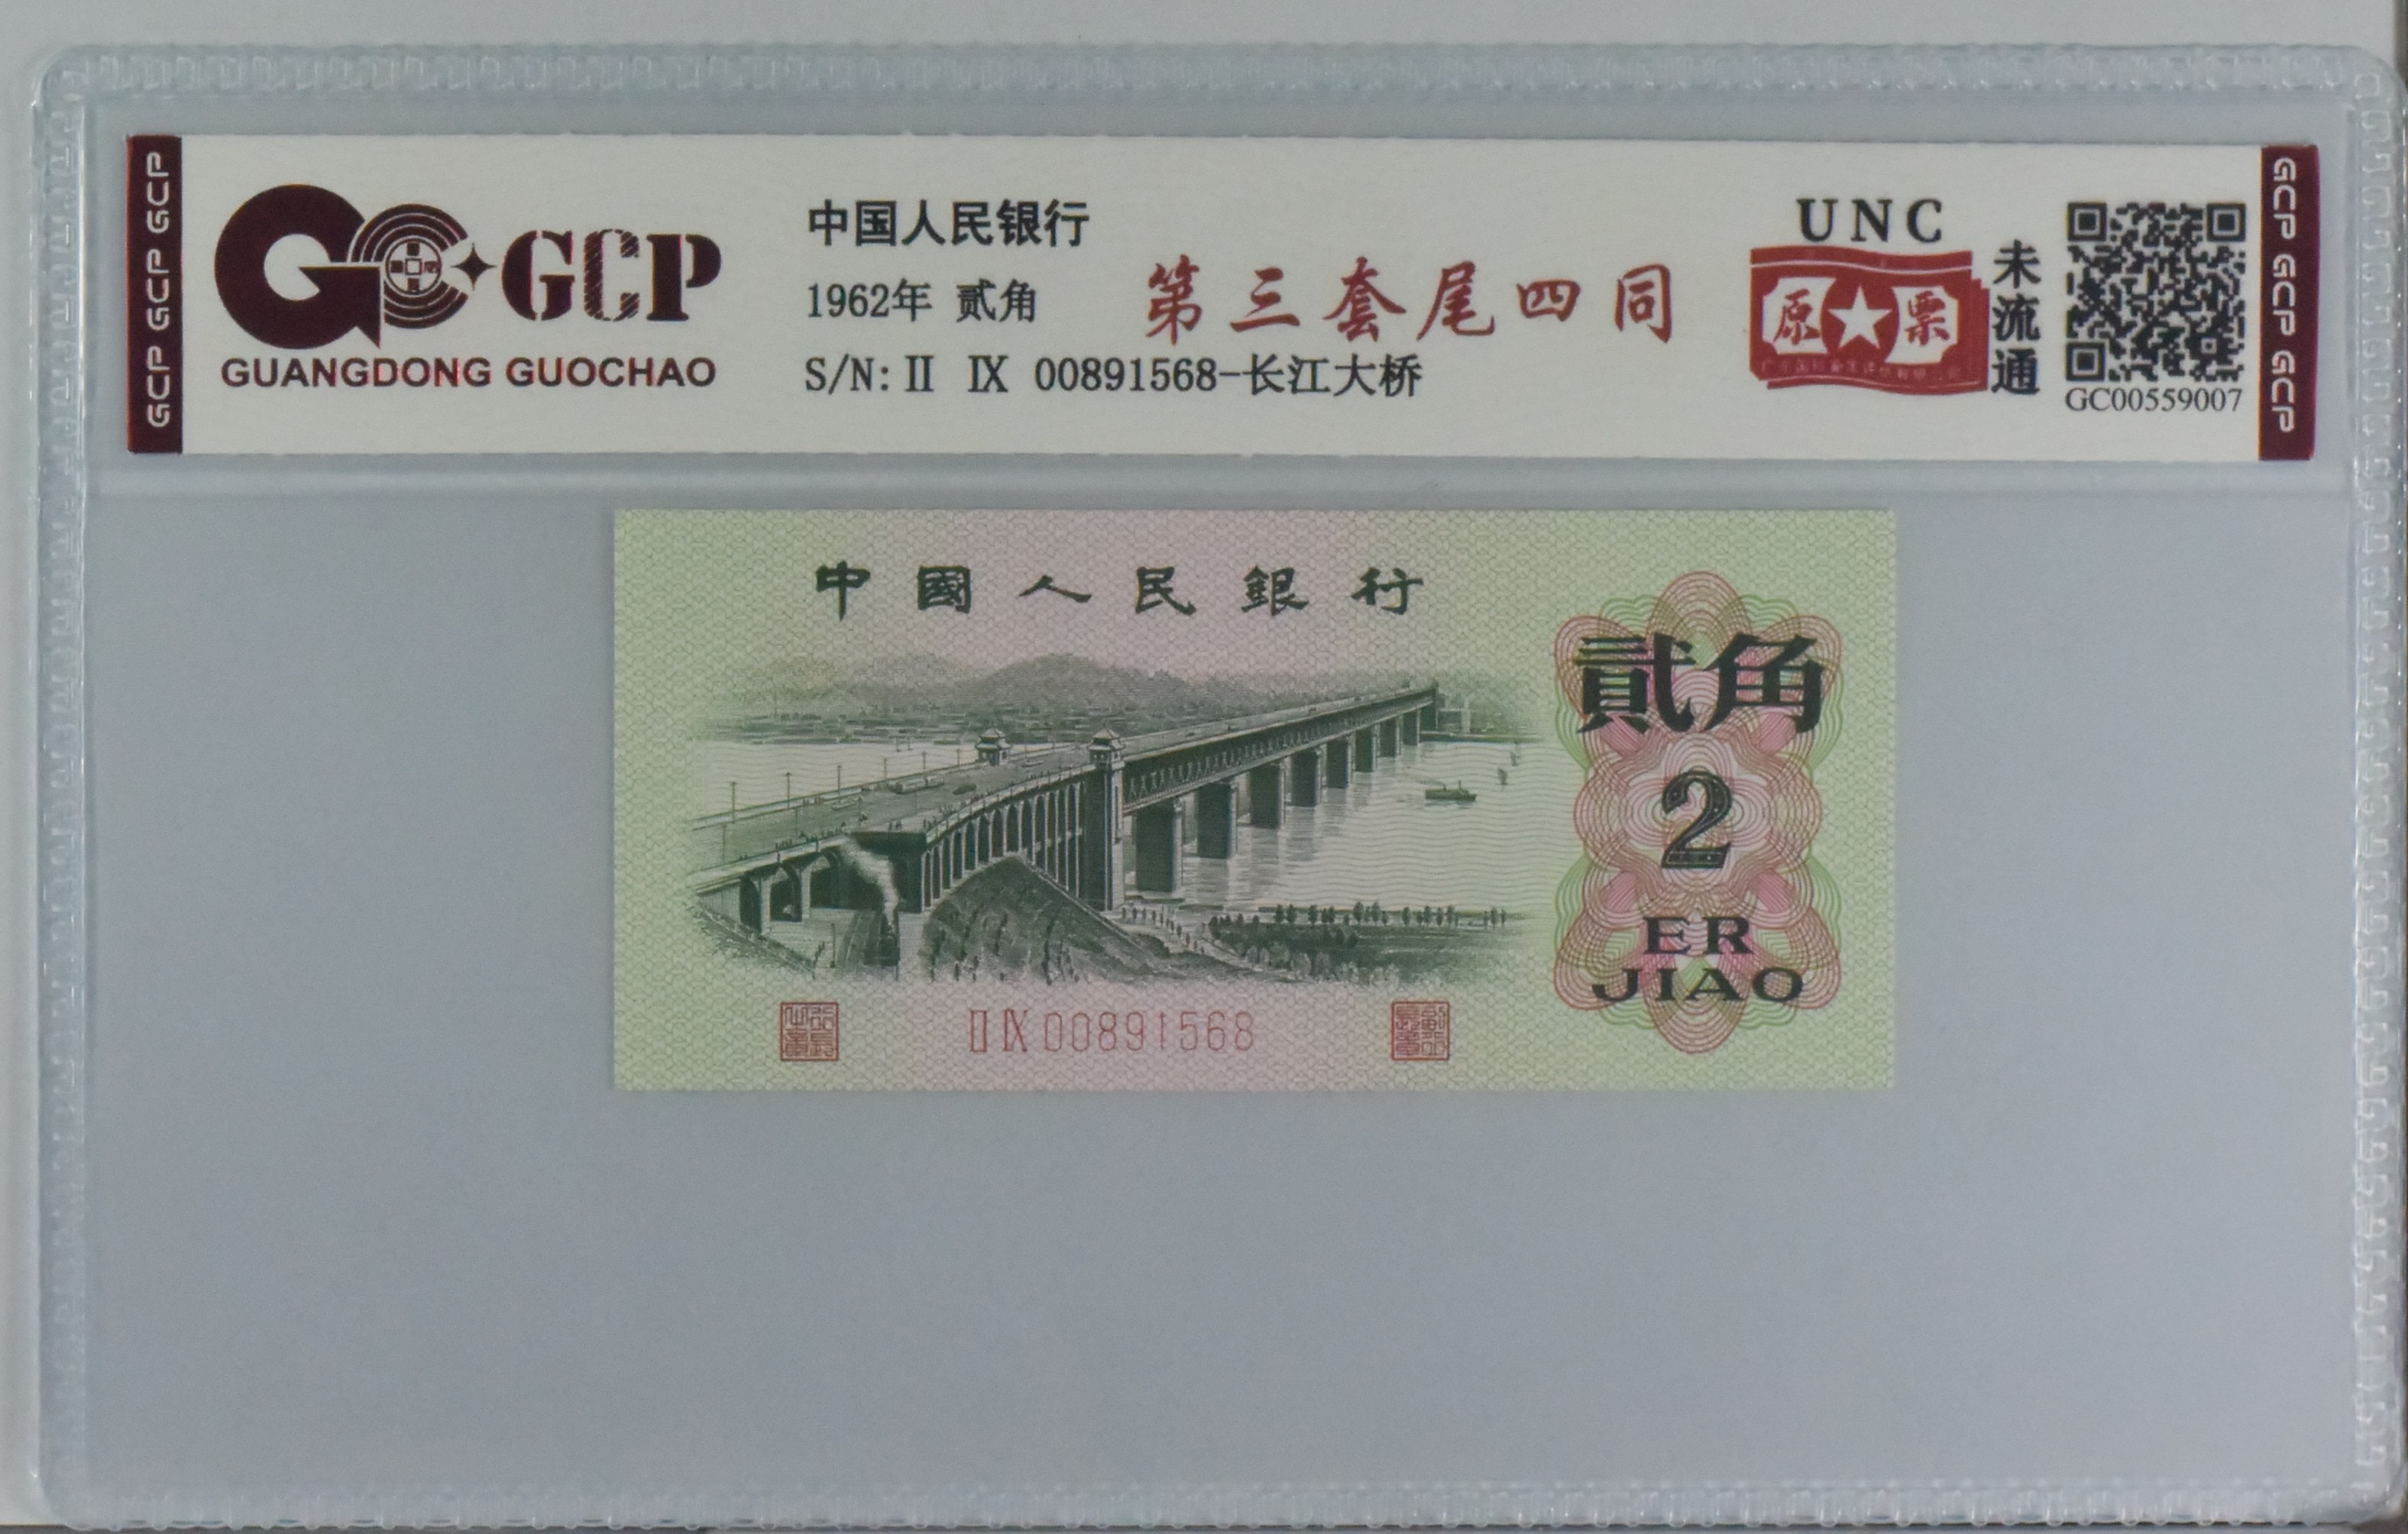 GCP GCP GCP
GCP
GUANGDONG GUOCHAO
中国人民银行
1962年 贰角
S/N: II IX 00891568-长江大桥
第三套尾四同
UNC
原★票
未流通
GC00559007
GCP GCP GCP
中國人民銀行
貳角
2
ER
JIAO
II IX 00891568